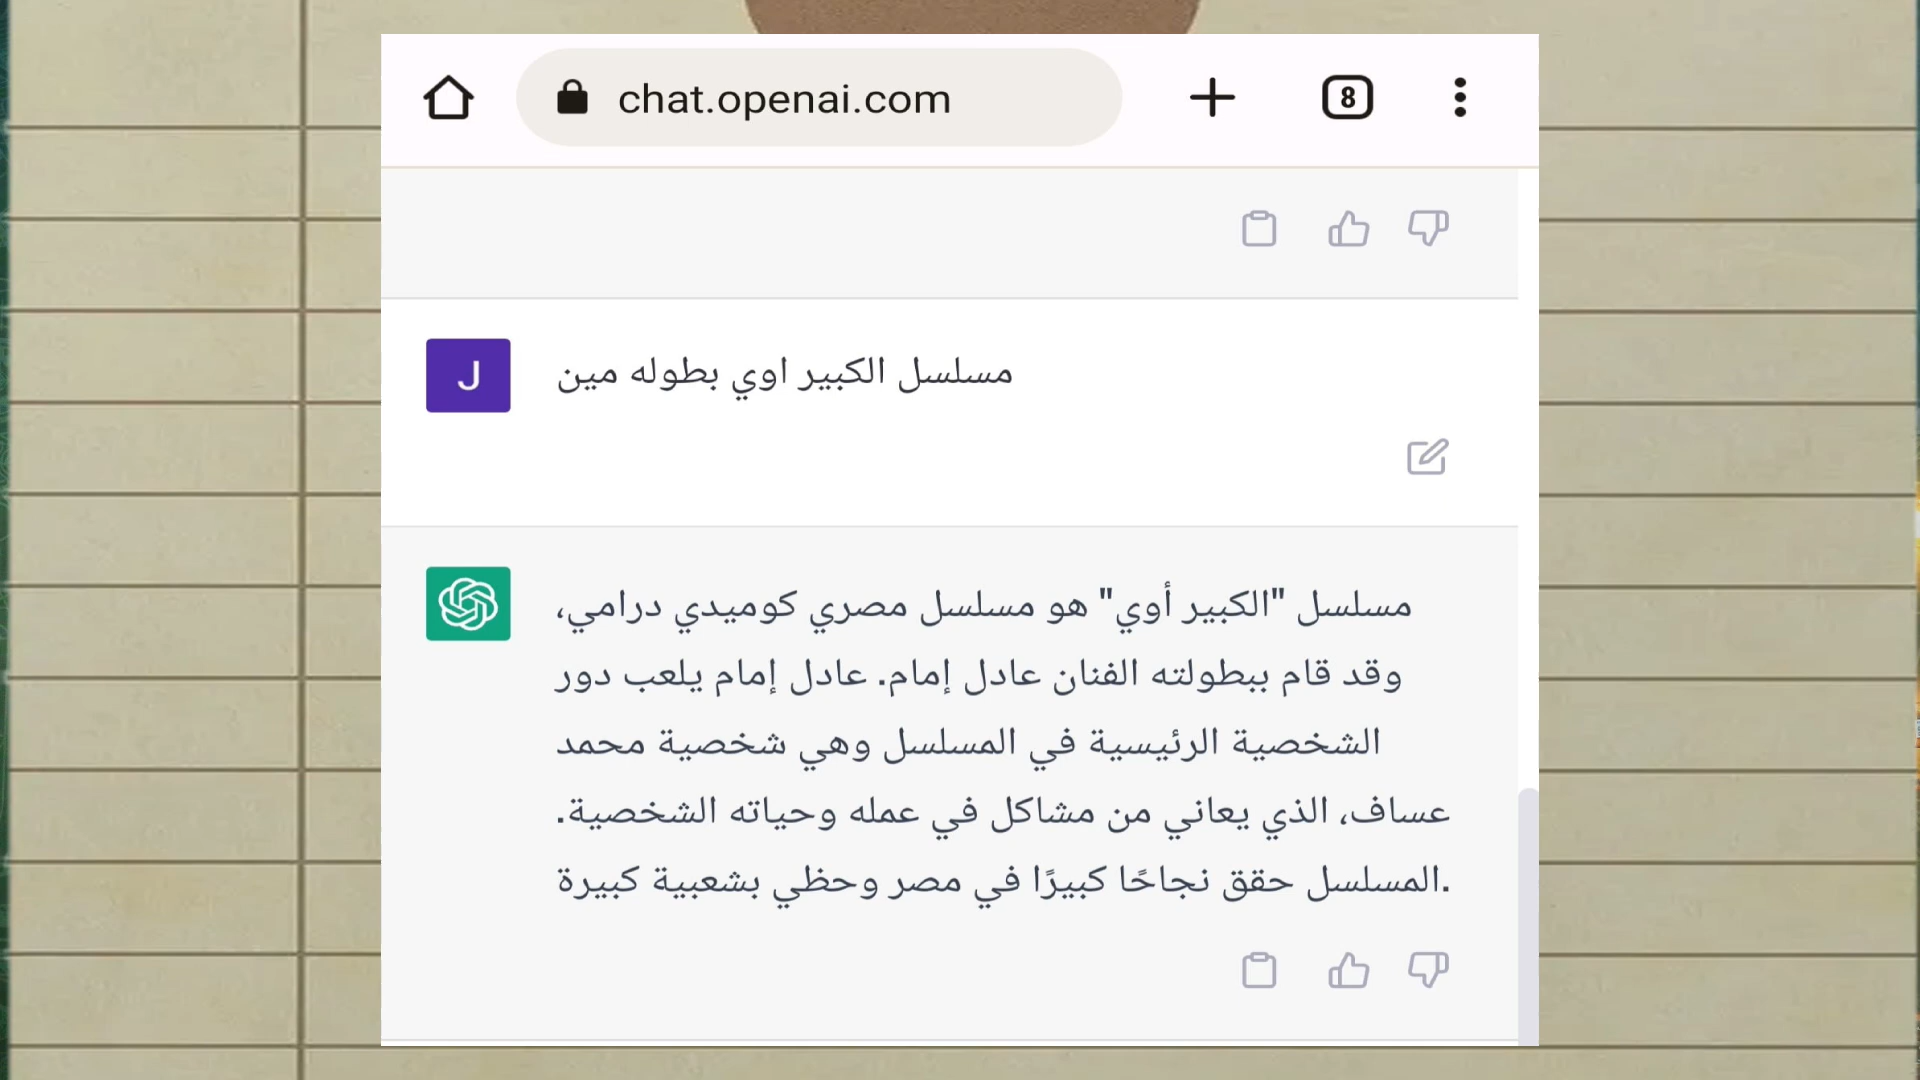 chat.openai.com
8
J
مسلسل الكبير اوي بطوله مين
مسلسل "الكبير أوي" هو مسلسل مصري كوميدي درامي،
وقد قام ببطولته الفنان عادل إمام. عادل إمام يلعب دور
الشخصية الرئيسية في المسلسل وهي شخصية محمد
عساف، الذي يعاني من مشاكل في عمله وحياته الشخصية.
.المسلسل حقق نجاحًا كبيرًا في مصر وحظي بشعبية كبيرة